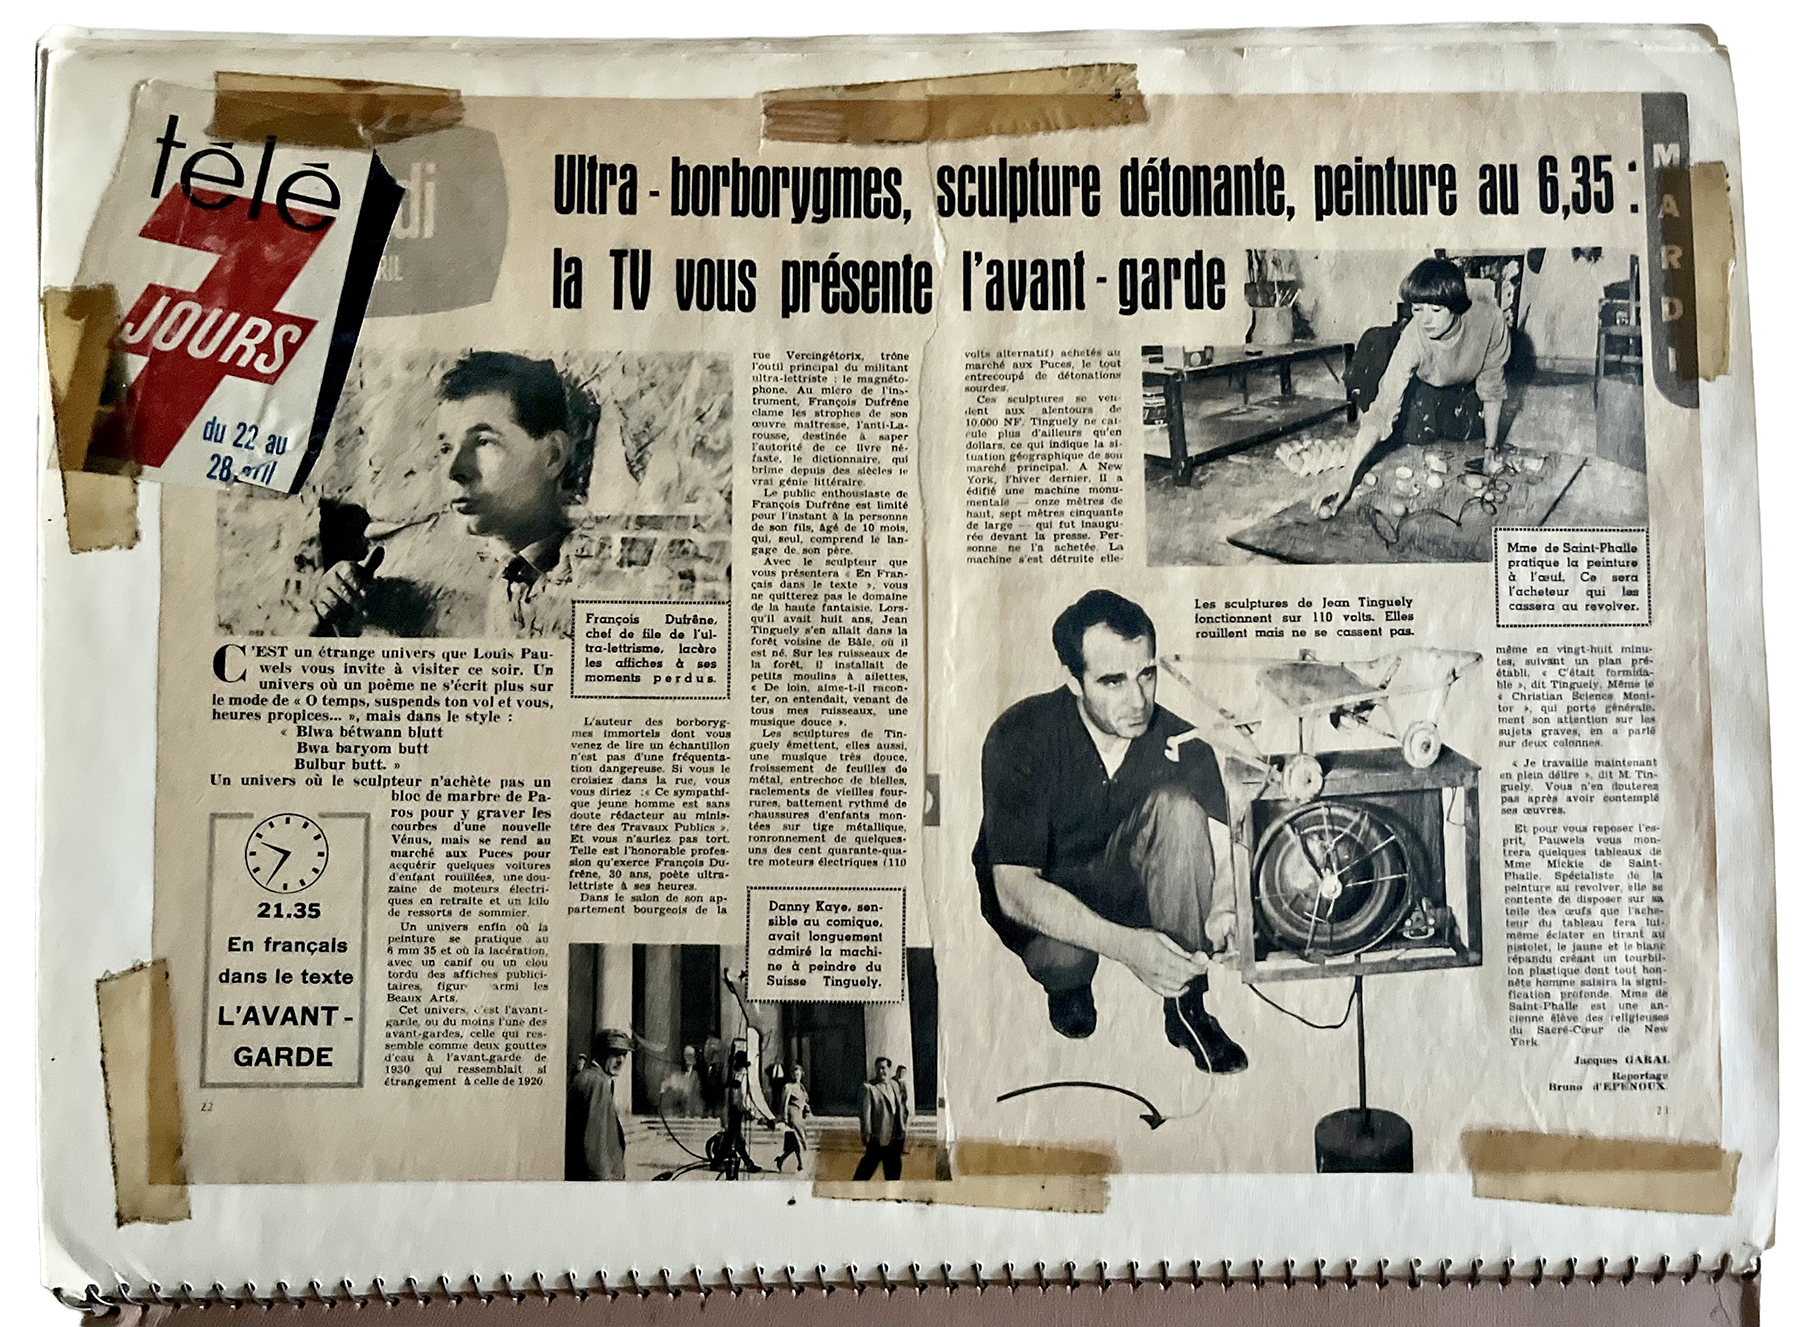 télé
7
JOURS
du 22 au
28 avril
di
RIL
MARDI
Ultra - borborygmes, sculpture détonante, peinture au 6,35 :
la TV vous présente l'avant - garde
François Dufrêne,
chef de file de l'ul-
tra-lettrisme, lacère
les affiches à ses
moments perdus.
C'EST un étrange univers que Louis Pau-
wels vous invite à visiter ce soir. Un
univers où un poème ne s'écrit plus sur
le mode de « O temps, suspends ton vol et vous,
heures propices... », mais dans le style :
« Blwa bétwann blutt
Bwa baryom butt
Bulbur butt. »
Un univers où le sculpteur n'achète pas un
bloc de marbre de Pa-
ros pour y graver les
courbes d'une nouvelle
Vénus, mais se rend au
marché aux Puces pour
acquérir quelques voitures
d'enfant rouillées, une dou-
zaine de moteurs électri-
ques en retraite et un kilo
de ressorts de sommier.
Un univers enfin où la
peinture se pratique au
6 mm 35 et où la lacération,
avec un canif ou un clou
tordu des affiches publici-
taires, figur armi les
Beaux Arts.
Cet univers, c'est l'avant-
garde, ou du moins l'une des
avant-gardes, celle qui res-
semble comme deux gouttes
d'eau à l'avant-garde de
1930 qui ressemblait si
étrangement à celle de 1920
21.35
En français
dans le texte
L'AVANT -
GARDE
22
L'auteur des borboryg-
mes immortels dont vous
venez de lire un échantillon
n'est pas d'une fréquenta-
tion dangereuse. Si vous le
croisiez dans la rue, vous
vous diriez : « Ce sympathi-
que jeune homme est sans
doute rédacteur au minis-
tère des Travaux Publics ».
Et vous n'auriez pas tort.
Telle est l'honorable profes-
sion qu'exerce François Du-
frêne, 30 ans, poète ultra-
lettriste à ses heures.
Dans le salon de son ap-
partement bourgeois de la
rue Vercingétorix, trône
l'outil principal du militant
ultra-lettriste : le magnéto-
phone. Au micro de l'ins-
trument, François Dufrêne
clame les strophes de son
œuvre maîtresse, l'anti-La-
rousse, destinée à saper
l'autorité de ce livre né-
faste, le dictionnaire, qui
brime depuis des siècles le
vrai génie littéraire.
Le public enthousiaste de
François Dufrêne est limité
pour l'instant à la personne
de son fils, âgé de 10 mois,
qui, seul, comprend le lan-
gage de son père.
Avec le sculpteur que
vous présentera « En Fran-
çais dans le texte », vous
ne quitterez pas le domaine
de la haute fantaisie. Lors-
qu'il avait huit ans, Jean
Tinguely s'en allait dans la
forêt voisine de Bâle, où il
est né. Sur les ruisseaux de
la forêt, il installait de
petits moulins à ailettes.
« De loin, aime-t-il racon-
ter, on entendait, venant de
tous mes ruisseaux, une
musique douce ».
Les sculptures de Tin-
guely émettent, elles aussi,
une musique très douce,
froissement de feuilles de
métal, entrechoc de bielles,
raclements de vieilles four-
rures, battement rythmé de
chaussures d'enfants mon-
tées sur tige métallique,
ronronnement de quelques-
uns des cent quarante-qua-
tre moteurs électriques (110
Danny Kaye, sen-
sible au comique,
avait longuement
admiré la machi-
ne à peindre du
Suisse Tinguely.
volts alternatif) achetés au
marché aux Puces, le tout
entrecoupé de détonations
sourdes.
Ces sculptures se ven-
dent aux alentours de
10.000 NF. Tinguely ne cal-
cule plus d'ailleurs qu'en
dollars, ce qui indique la si-
tuation géographique de son
marché principal. A New
York, l'hiver dernier, il a
édifié une machine monu-
mentale — onze mètres de
haut, sept mètres cinquante
de large — qui fut inaugu-
rée devant la presse. Per-
sonne ne l'a achetée. La
machine s'est détruite elle-
Mme de Saint-Phalle
pratique la peinture
à l'œuf. Ce sera
l'acheteur qui les
cassera au revolver.
Les sculptures de Jean Tinguely
fonctionnent sur 110 volts. Elles
rouillent mais ne se cassent pas.
même en vingt-huit minu-
tes, suivant un plan pré-
établi. « C'était formida-
ble », dit Tinguely. Même le
« Christian Science Moni-
tor », qui porte générale-
ment son attention sur les
sujets graves, en a parlé
sur deux colonnes.
« Je travaille maintenant
en plein délire », dit M. Tin-
guely. Vous n'en douterez
pas après avoir contemplé
ses œuvres.
Et pour vous reposer l'es-
prit, Pauwels vous mon-
trera quelques tableaux de
Mme Mickie de Saint-
Phalle. Spécialiste de la
peinture au revolver, elle se
contente de disposer sur sa
toile des œufs que l'ache-
teur du tableau fera lui-
même éclater en tirant au
pistolet, le jaune et le blanc
répandu créant un tourbil-
lon plastique dont tout hon-
nête homme saisira la signi-
fication profonde. Mme de
Saint-Phalle est une an-
cienne élève des religieuses
du Sacré-Cœur de New
York.
Jacques GARAI.
Reportage
Bruno d'EPENOUX.
23